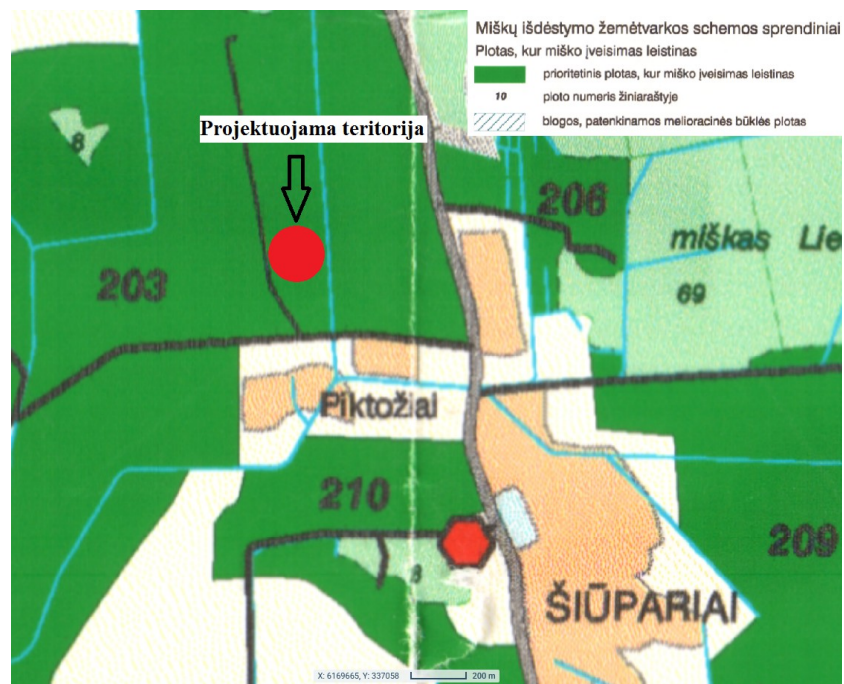 Miškų išdėstymo žemėtvarkos schemos sprendiniai
Plotas, kur miško įveisimas leistinas
prioritetinis plotas, kur miško įveisimas leistinas
10 ploto numeris žiniaraštyje
blogos, patenkinamos melioracinės būklės plotas
Projektuojama teritorija
8
206
miškas Lie
203
69
Piktožiai
210
209
8
ŠIŪPARIAI
X: 6169665, Y: 337058
200 m